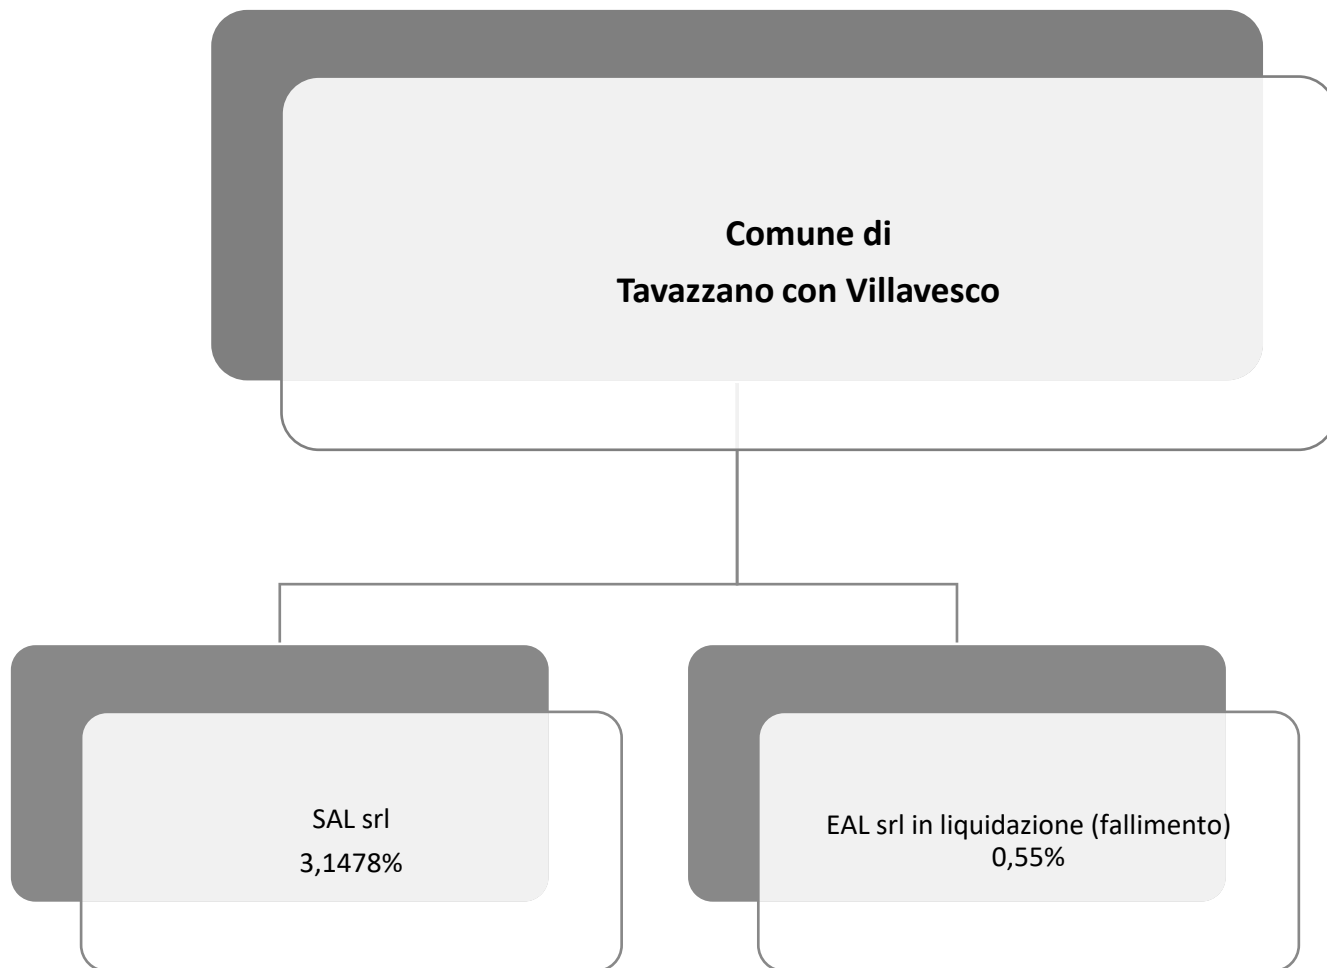 Comune di
Tavazzano con Villavesco
SAL srl
3,1478%
EAL srl in liquidazione (fallimento)
0,55%